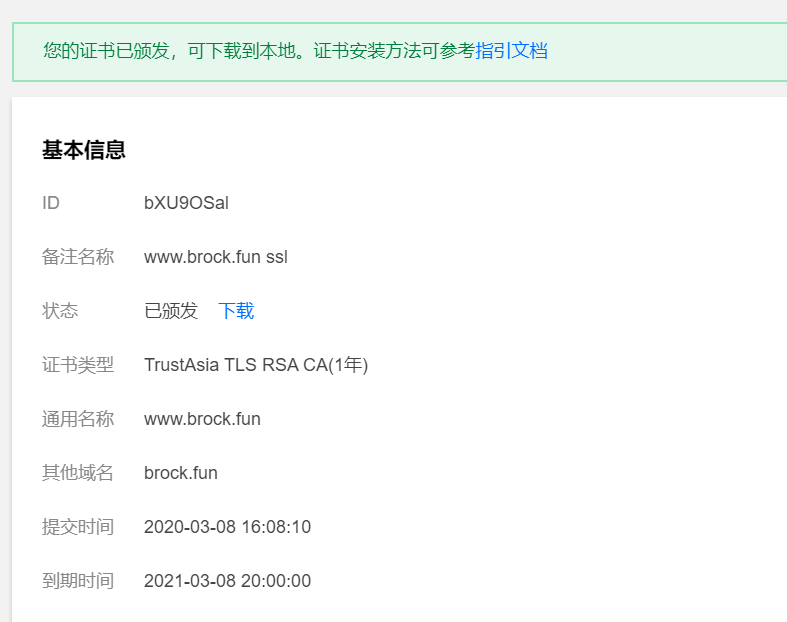 您的证书已颁发，可下载到本地。证书安装方法可参考指引文档
基本信息
ID bXU9OSal
备注名称 www.brock.fun ssl
状态 已颁发 下载
证书类型 TrustAsia TLS RSA CA(1年)
通用名称 www.brock.fun
其他域名 brock.fun
提交时间 2020-03-08 16:08:10
到期时间 2021-03-08 20:00:00